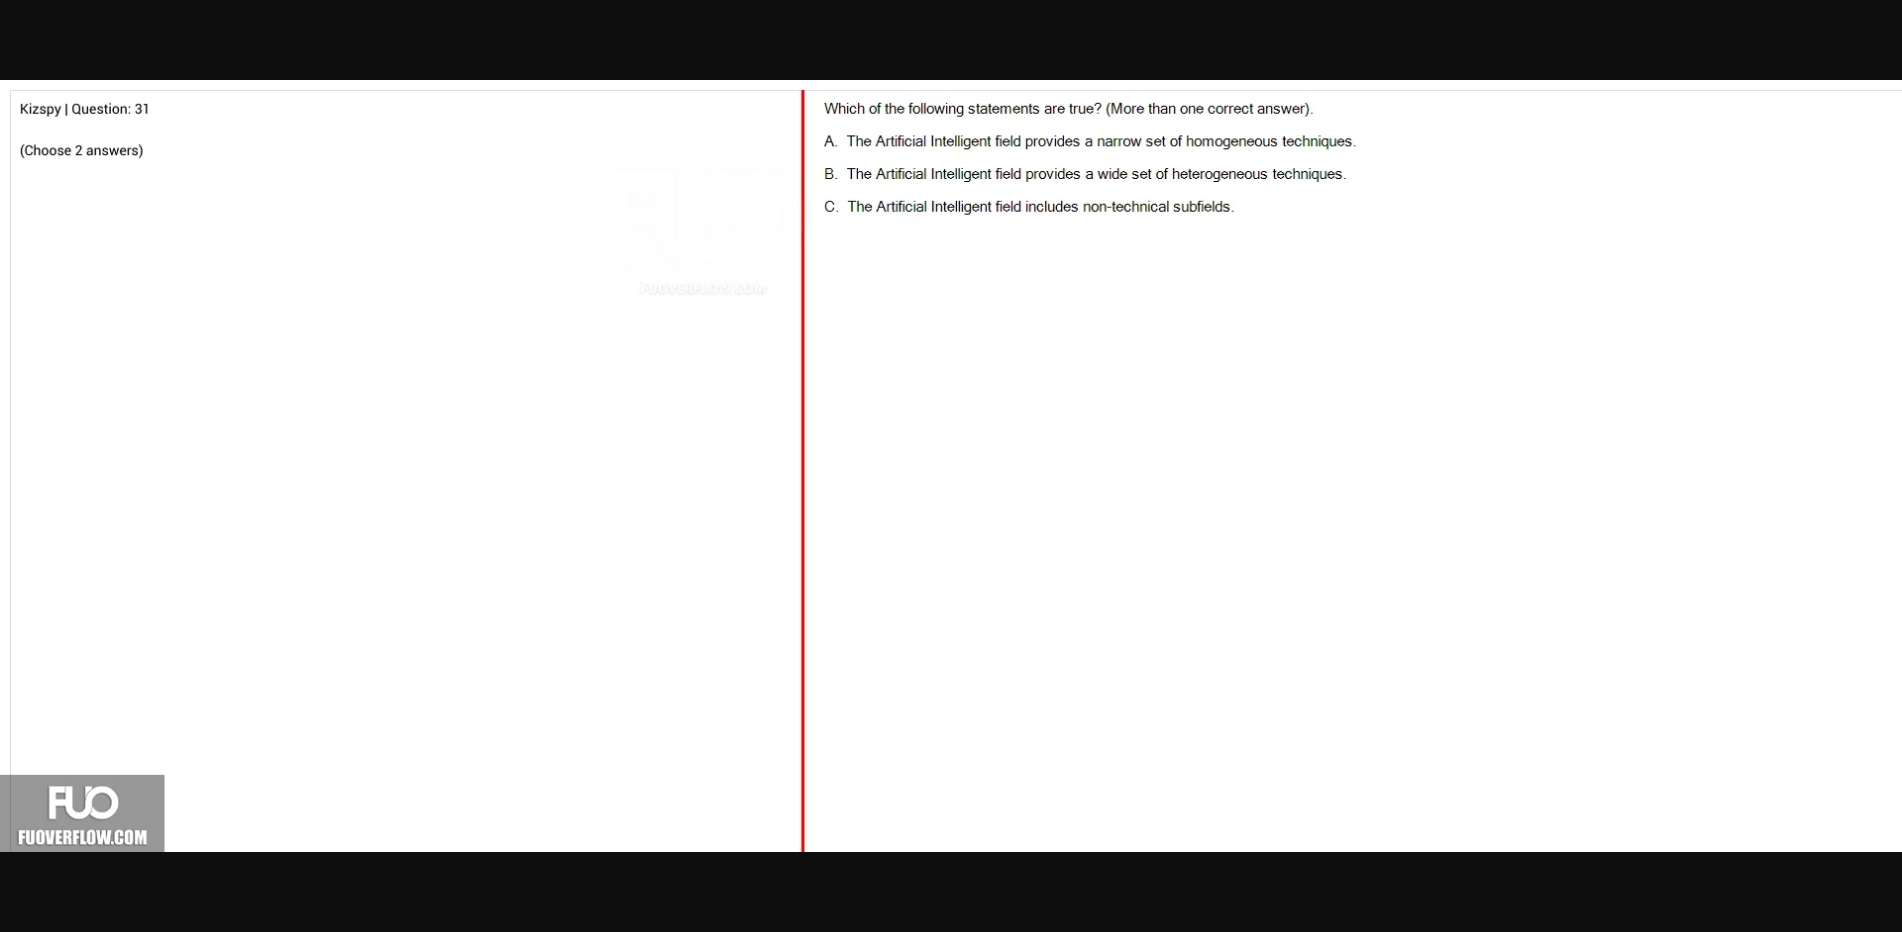 Kizspy | Question: 31
(Choose 2 answers)
Which of the following statements are true? (More than one correct answer).
A. The Artificial Intelligent field provides a narrow set of homogeneous techniques.
B. The Artificial Intelligent field provides a wide set of heterogeneous techniques.
C. The Artificial Intelligent field includes non-technical subfields.
FUO
FUOVERFLOW.COM
FUO
FUOVERFLOW.COM